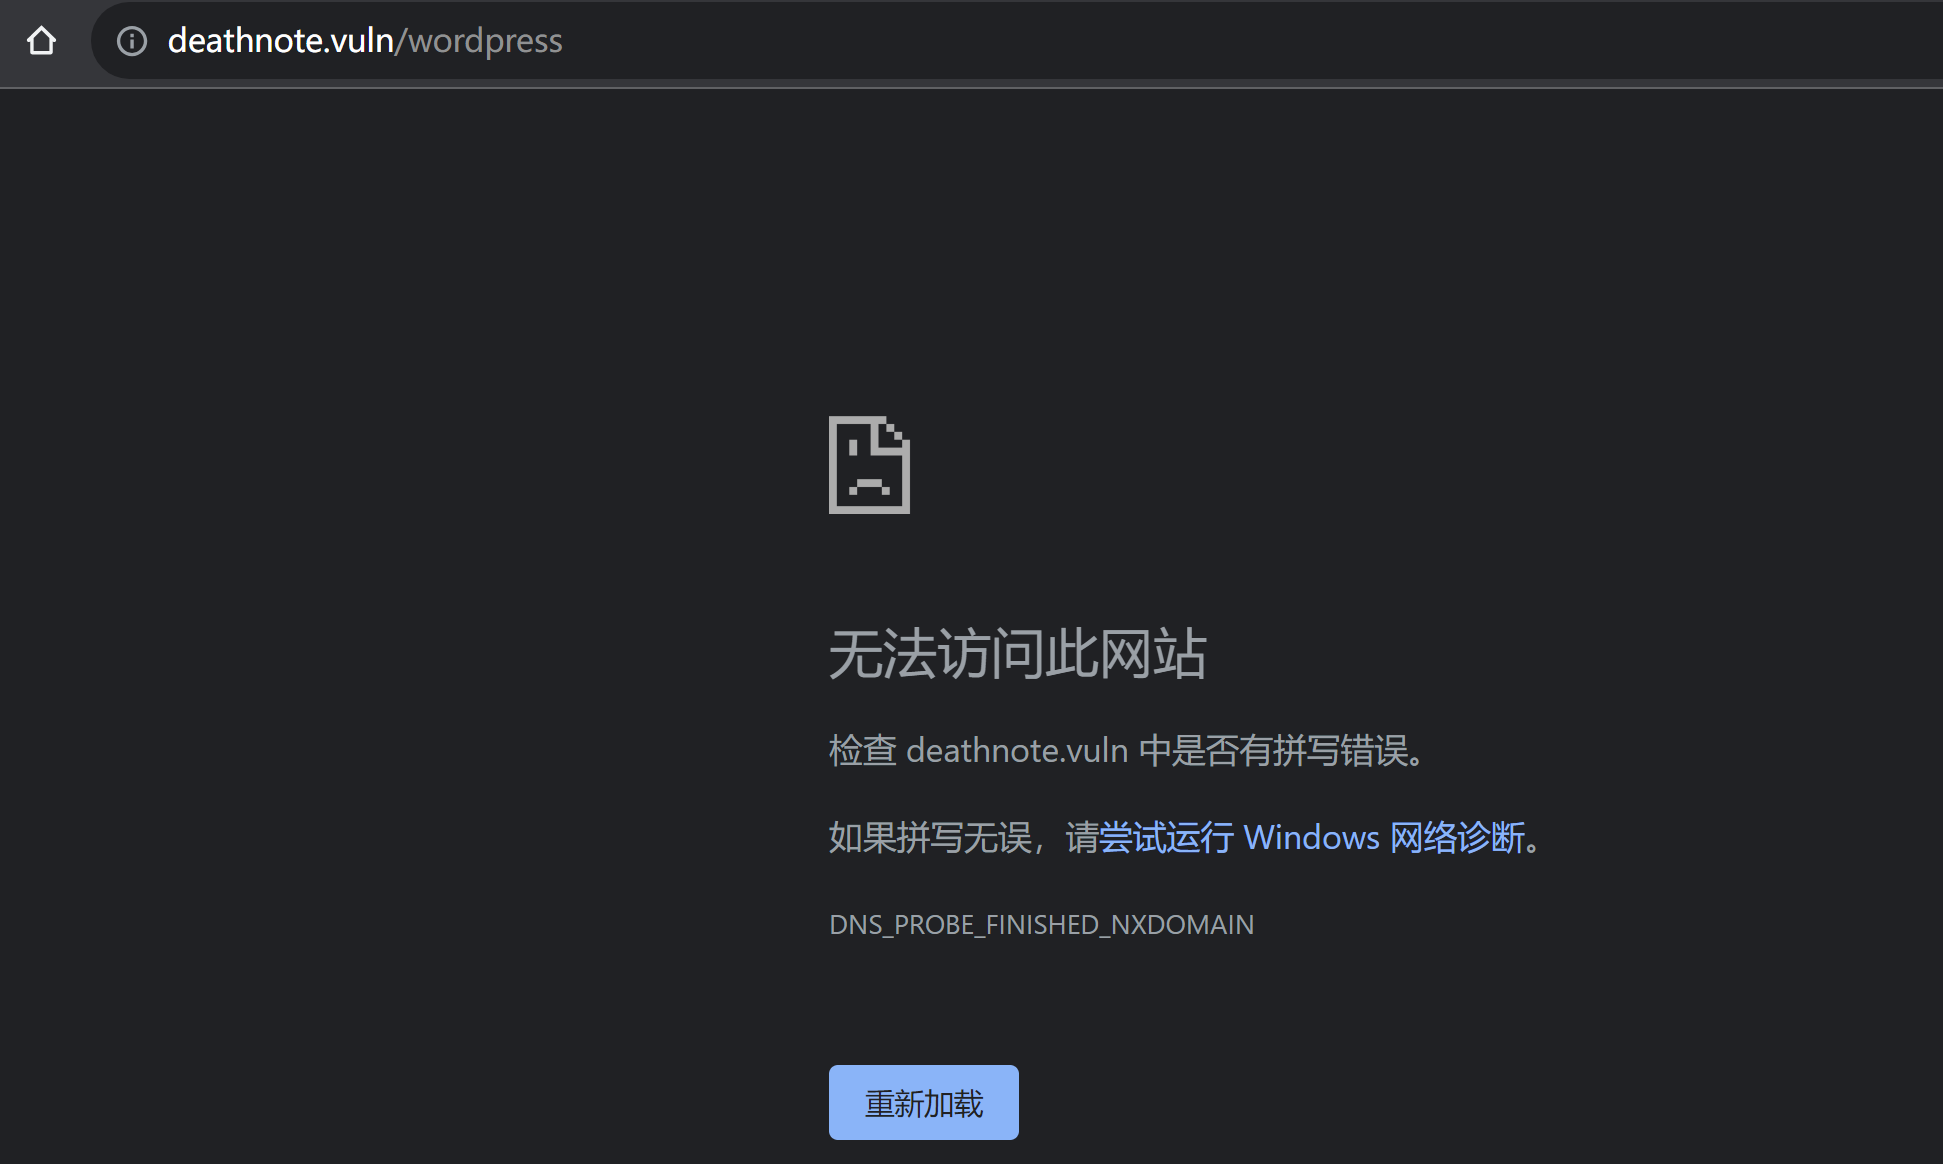 deathnote.vuln/wordpress
无法访问此网站
检查 deathnote.vuln 中是否有拼写错误。
如果拼写无误，请尝试运行 Windows 网络诊断。
DNS_PROBE_FINISHED_NXDOMAIN
重新加载